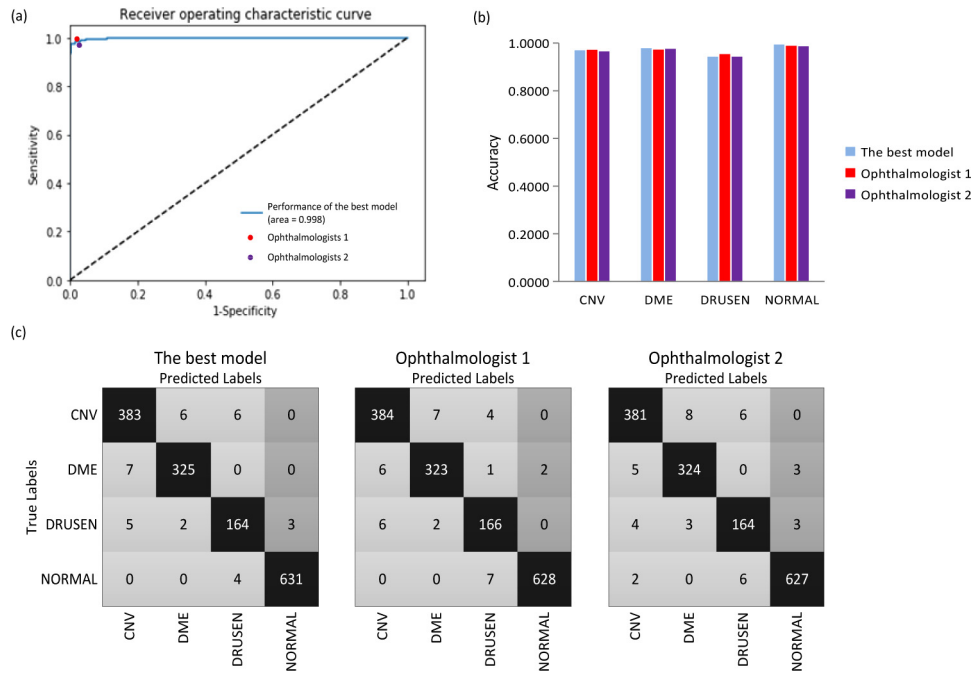 (a)
Receiver operating characteristic curve
1.0
0.8
0.6
0.4
0.2
0.0
Sensitivity
Performance of the best model
(area = 0.998)
Ophthalmologists 1
Ophthalmologists 2
0.0 0.2 0.4 0.6 0.8 1.0
1-Specificity
(b)
1.0000
0.8000
0.6000
0.4000
0.2000
0.0000
Accuracy
CNV DME DRUSEN NORMAL
The best model
Ophthalmologist 1
Ophthalmologist 2
(c)
The best model
Predicted Labels
True Labels
CNV 383 6 6 0
DME 7 325 0 0
DRUSEN 5 2 164 3
NORMAL 0 0 4 631
CNV DME DRUSEN NORMAL
Ophthalmologist 1
Predicted Labels
384 7 4 0
6 323 1 2
6 2 166 0
0 0 7 628
CNV DME DRUSEN NORMAL
Ophthalmologist 2
Predicted Labels
381 8 6 0
5 324 0 3
4 3 164 3
2 0 6 627
CNV DME DRUSEN NORMAL